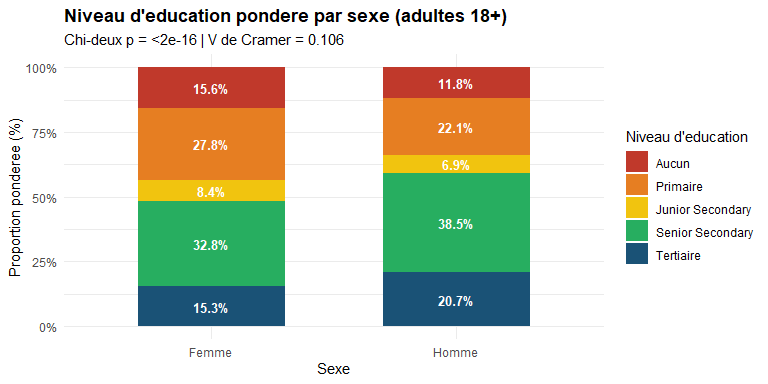 Niveau d'education pondere par sexe (adultes 18+)
Chi-deux p = <2e-16 | V de Cramer = 0.106
Proportion ponderee (%)
100%
75%
50%
25%
0%
15.6%
27.8%
8.4%
32.8%
15.3%
11.8%
22.1%
6.9%
38.5%
20.7%
Femme
Homme
Sexe
Niveau d'education
Aucun
Primaire
Junior Secondary
Senior Secondary
Tertiaire